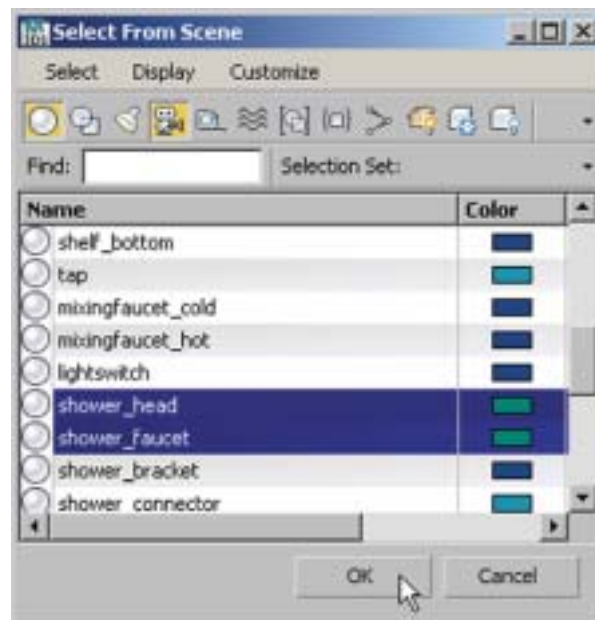 Select From Scene
Select Display Customize
Find: Selection Set:
Name Color
shelf_bottom
tap
mixingfaucet_cold
mixingfaucet_hot
lightswitch
shower_head
shower_faucet
shower_bracket
shower_connector
OK Cancel